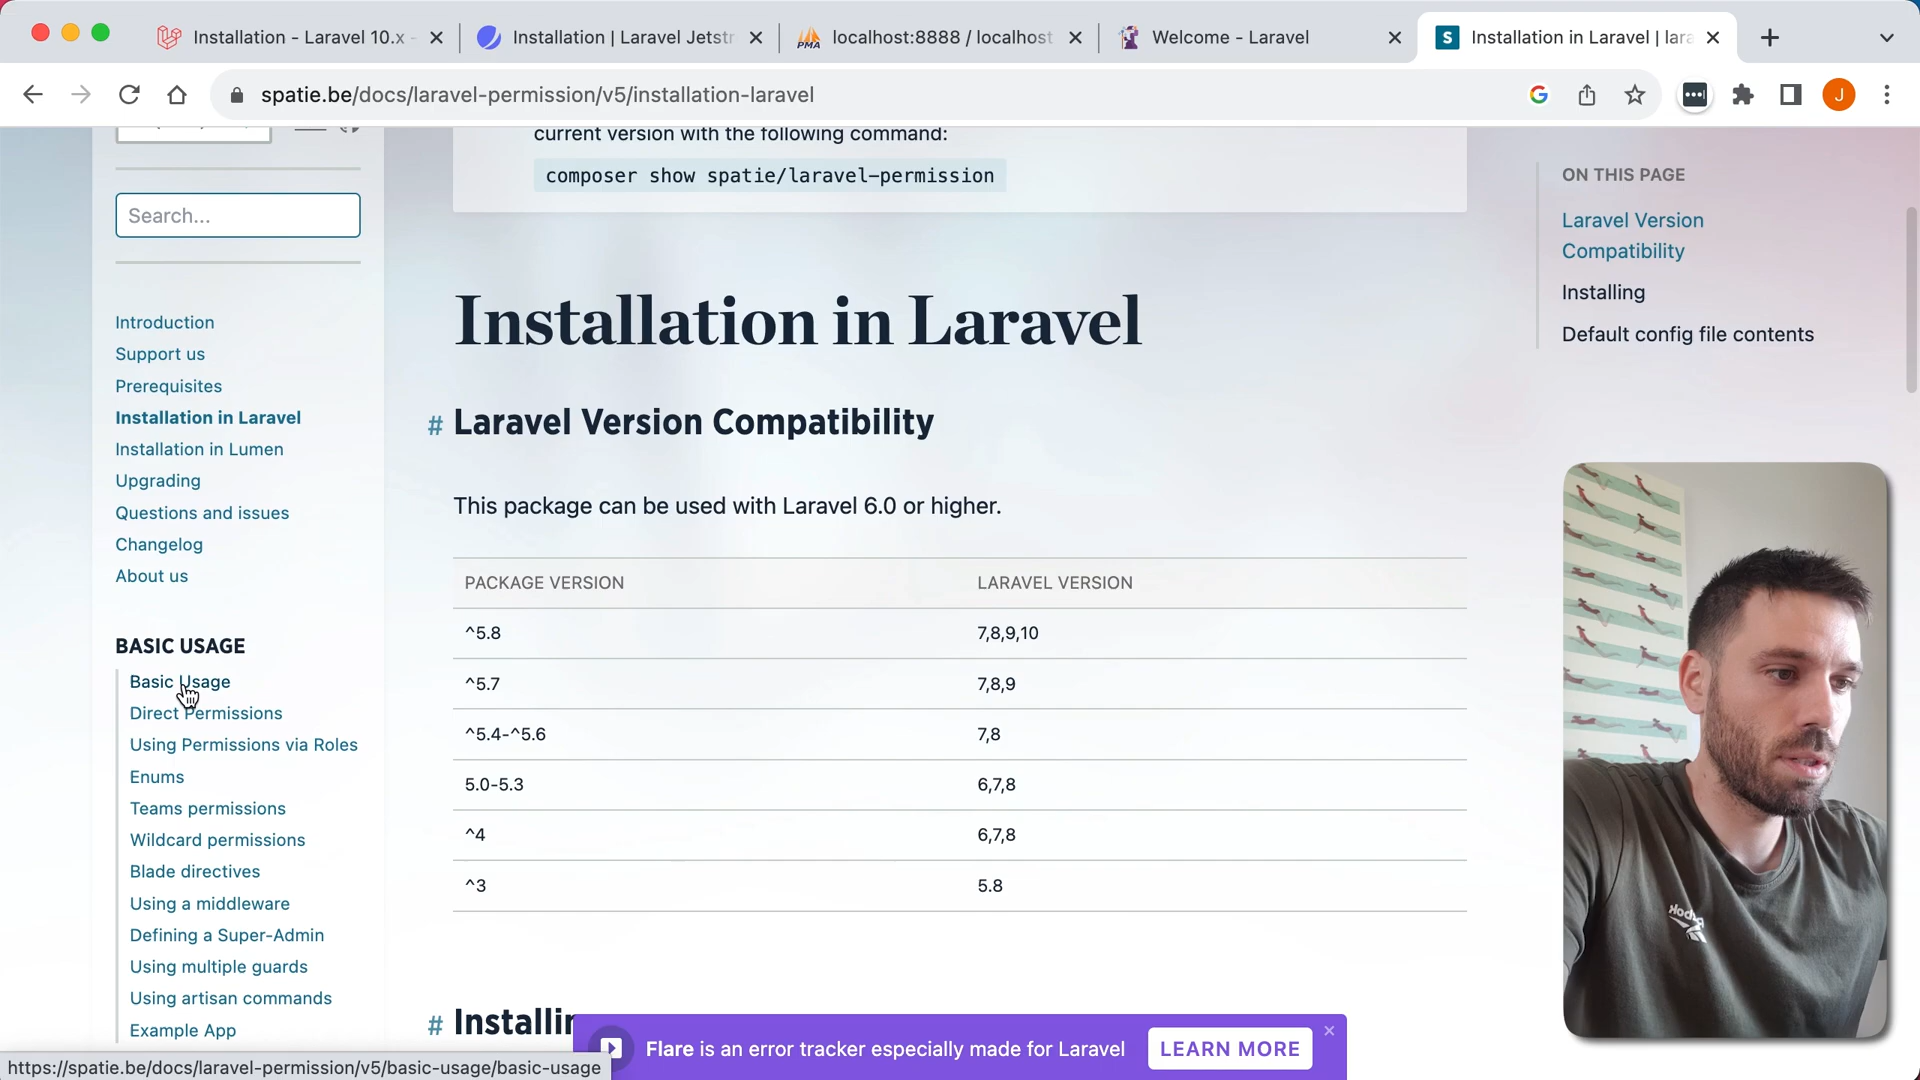 Installation - Laravel 10.x -
Installation | Laravel Jetstr
PMA
localhost:8888 / localhost
Welcome - Laravel
S
Installation in Laravel | lara
spatie.be/docs/laravel-permission/v5/installation-laravel
G
J
current version with the following command:
composer show spatie/laravel-permission
Search...
Introduction
Support us
Prerequisites
Installation in Laravel
Installation in Lumen
Upgrading
Questions and issues
Changelog
About us
BASIC USAGE
Basic Usage
Direct Permissions
Using Permissions via Roles
Enums
Teams permissions
Wildcard permissions
Blade directives
Using a middleware
Defining a Super-Admin
Using multiple guards
Using artisan commands
Example App
Installation in Laravel
# Laravel Version Compatibility
This package can be used with Laravel 6.0 or higher.
PACKAGE VERSION LARAVEL VERSION
^5.8 7,8,9,10
^5.7 7,8,9
^5.4-^5.6 7,8
5.0-5.3 6,7,8
^4 6,7,8
^3 5.8
# Installin
ON THIS PAGE
Laravel Version
Compatibility
Installing
Default config file contents
Flare is an error tracker especially made for Laravel
LEARN MORE
https://spatie.be/docs/laravel-permission/v5/basic-usage/basic-usage